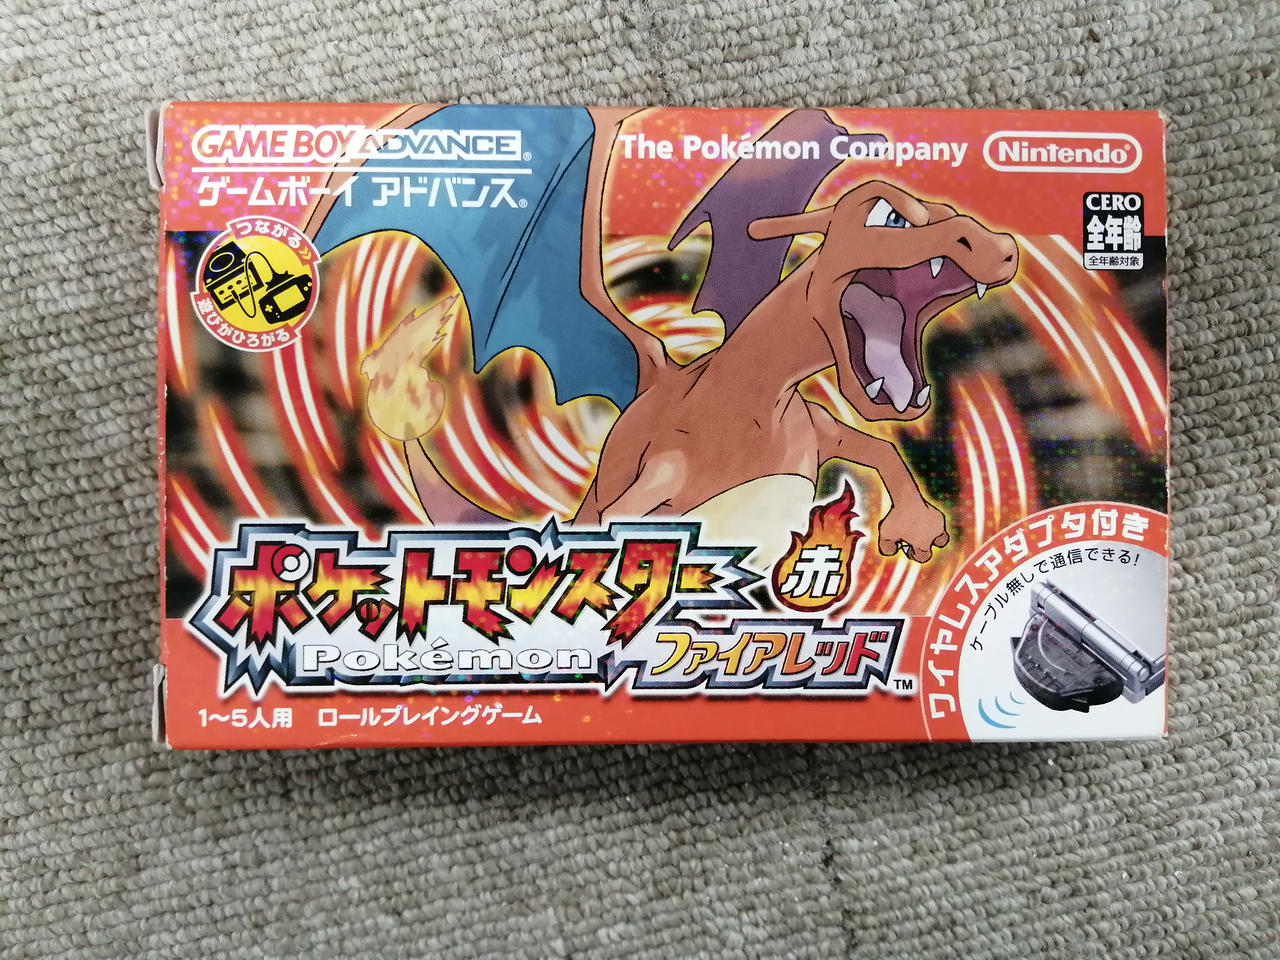 GAME BOY ADVANCE®
ゲームボーイ アドバンス®
The Pokémon Company
Nintendo®
CERO
全年齢
全年齢対象
つながる»
遊びがひろがる
赤
ポケットモンスター
Pokémon
ファイアレッド™
1〜5人用 ロールプレイングゲーム
ワイヤレスアダプタ付き
ケーブル無しで通信できる!